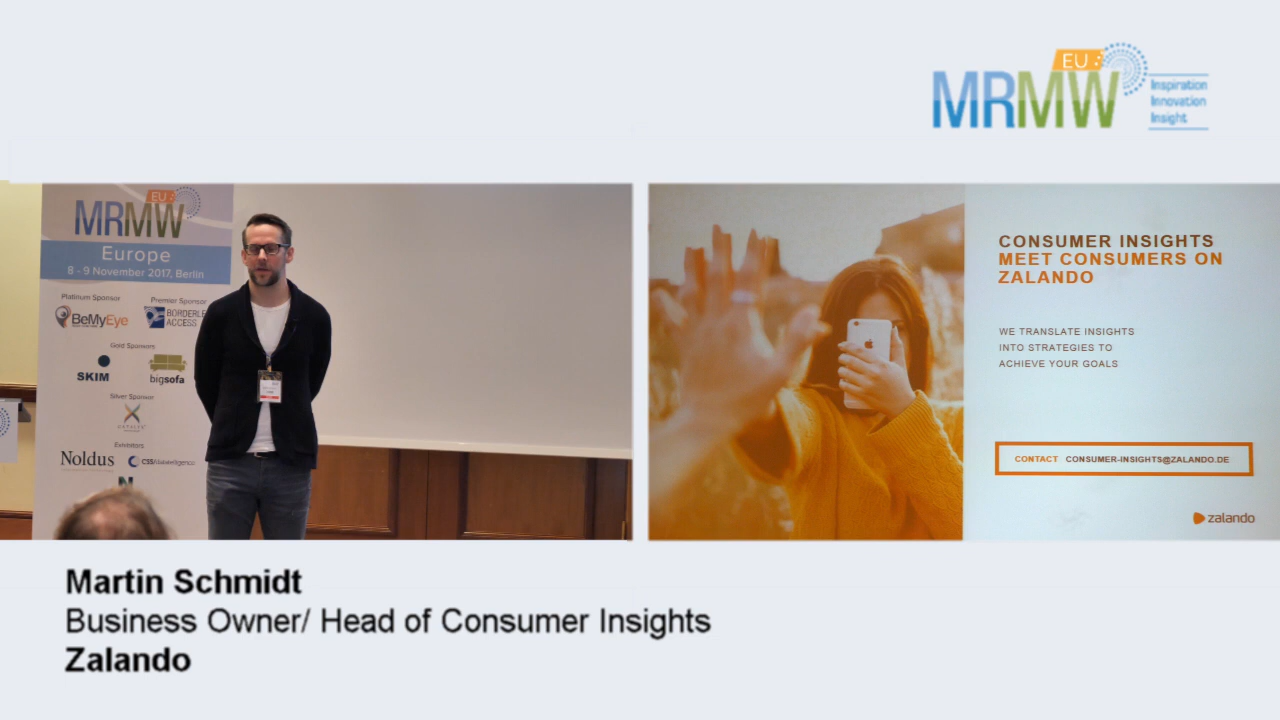 EU
MRMW
Inspiration
Innovation
Insight
EU
MRMW
Europe
8 - 9 November 2017, Berlin
Platinum Sponsor
Premier Sponsor
BeMyEye
BORDERLE
ACCESS
Gold Sponsors
SKIM
bigsofa
Silver Sponsor
Exhibitors
Noldus
CSS/datatelligence
N
CONSUMER INSIGHTS
MEET CONSUMERS ON
ZALANDO
WE TRANSLATE INSIGHTS
INTO STRATEGIES TO
ACHIEVE YOUR GOALS
CONTACT CONSUMER-INSIGHTS@ZALANDO.DE
zalando
Martin Schmidt
Business Owner/ Head of Consumer Insights
Zalando